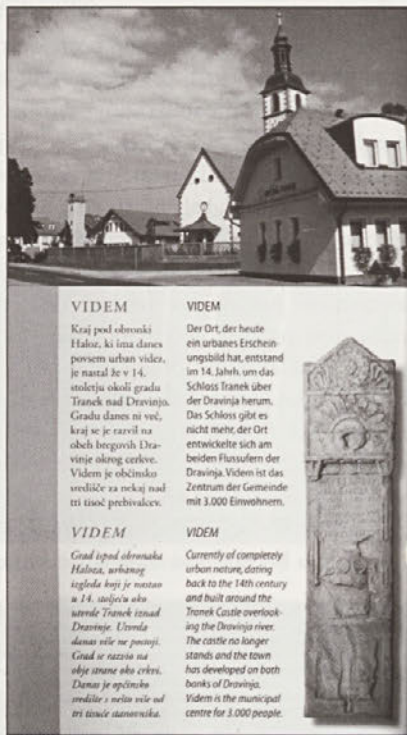 VIDEM
Kraj pod obronki
Haloz, ki ima danes
povsem urban videz,
je nastal že v 14.
stoletju okoli gradu
Tranek nad Dravinjo.
Gradu danes ni več,
kraj se je razvil na
obeh bregovih Dra-
vinje okrog cerkve.
Videm je občinsko
središče za nekaj nad
tri tisoč prebivalcev.
VIDEM
Der Ort, der heute
ein urbanes Erschein-
ungsbild hat, entstand
im 14. Jahrh. um das
Schloss Tranek über
der Dravinja herum.
Das Schloss gibt es
nicht mehr, der Ort
entwickelte sich am
beiden Flussufern der
Dravinja. Videm ist das
Zentrum der Gemeinde
mit 3.000 Einwohnern.
VIDEM
Grad ispod obronaka
Haloza, urbanog
izgleda koji je nastao
u 14. stoljeću oko
utvrde Tranek iznad
Dravinje. Utvrda
danas više ne postoji.
Grad se razvio na
obje strane oko crkvi.
Danas je općinsko
središte s nešto više od
tri tisuće stanovnika.
VIDEM
Currently of completely
urban nature, dating
back to the 14th century
and built around the
Tranek Castle overlook-
ing the Dravinja river.
The castle no longer
stands and the town
has developed on both
banks of Dravinja.
Videm is the municipal
centre for 3.000 people.